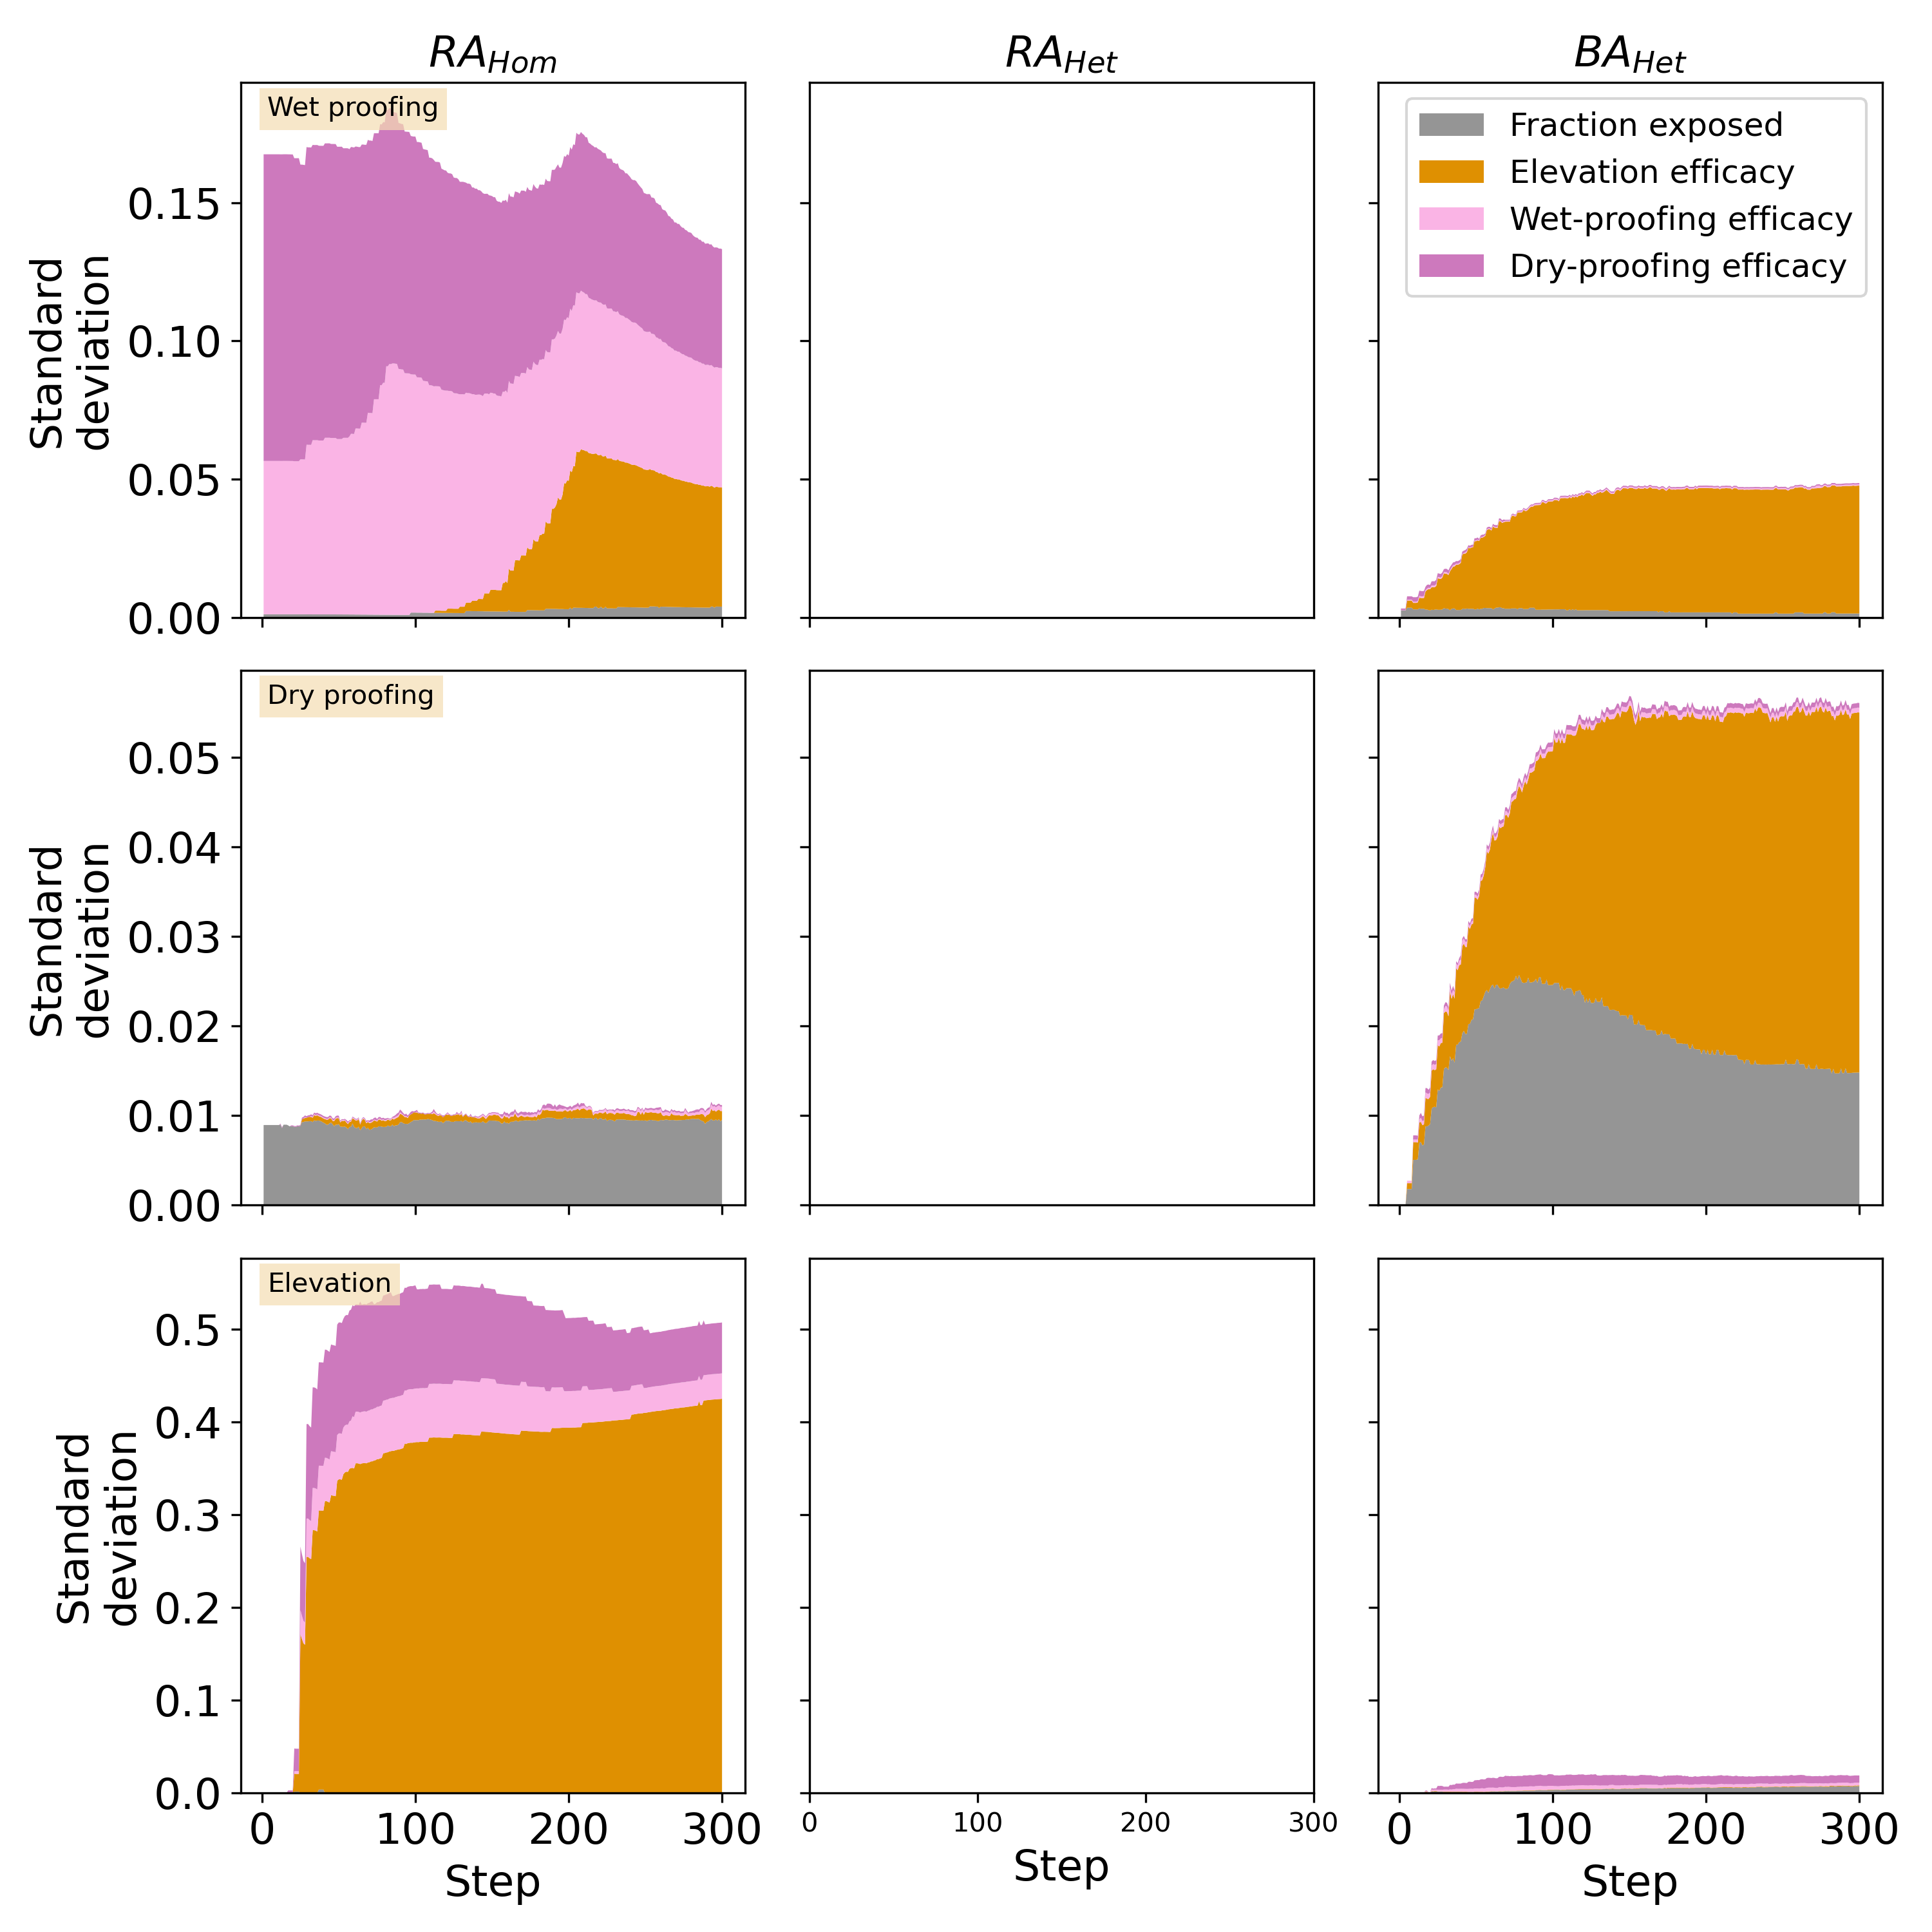 RA_Hom RA_Het BA_Het
Wet proofing
Fraction exposed
Elevation efficacy
Wet-proofing efficacy
Dry-proofing efficacy
Standard
deviation
0.15
0.10
0.05
0.00
Dry proofing
Standard
deviation
0.05
0.04
0.03
0.02
0.01
0.00
Elevation
Standard
deviation
0.5
0.4
0.3
0.2
0.1
0.0
0 100 200 300 0 100 200 300 0 100 200 300
Step Step Step